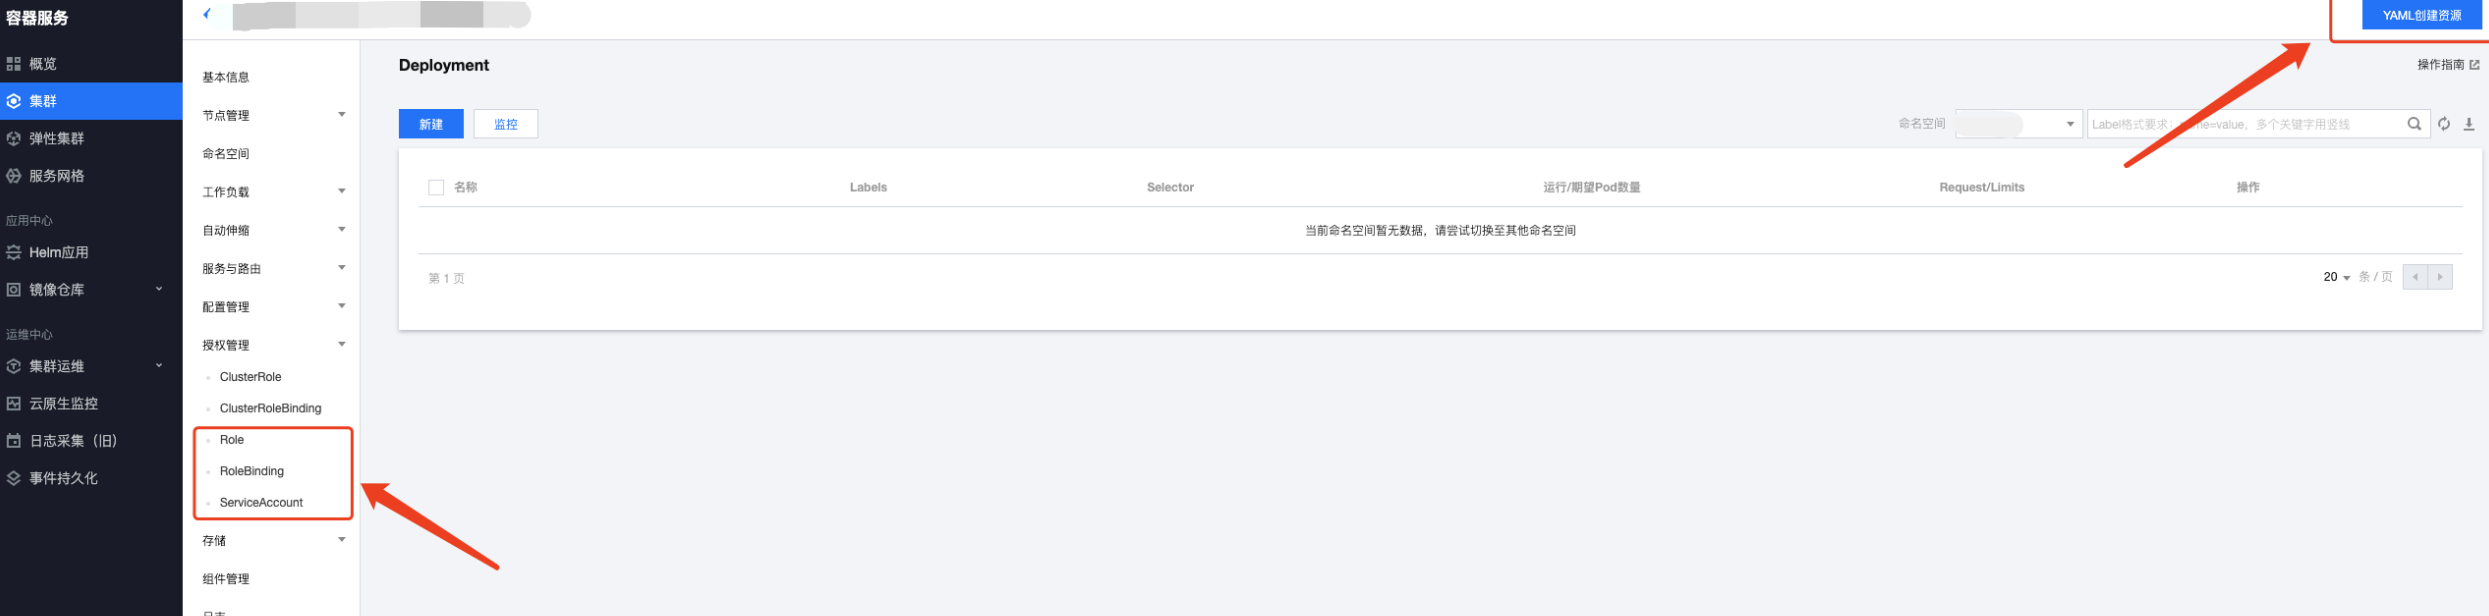 容器服务
概览
集群
弹性集群
服务网格
应用中心
Helm应用
镜像仓库
运维中心
集群运维
云原生监控
日志采集（旧）
事件持久化
基本信息
节点管理
命名空间
工作负载
自动伸缩
服务与路由
配置管理
授权管理
ClusterRole
ClusterRoleBinding
Role
RoleBinding
ServiceAccount
存储
组件管理
YAML创建资源
Deployment
操作指南
新建 监控
命名空间 Label格式要求：name=value，多个关键字用竖线
名称 Labels Selector 运行/期望Pod数量 Request/Limits 操作
当前命名空间暂无数据，请尝试切换至其他命名空间
第 1 页
20 条 / 页